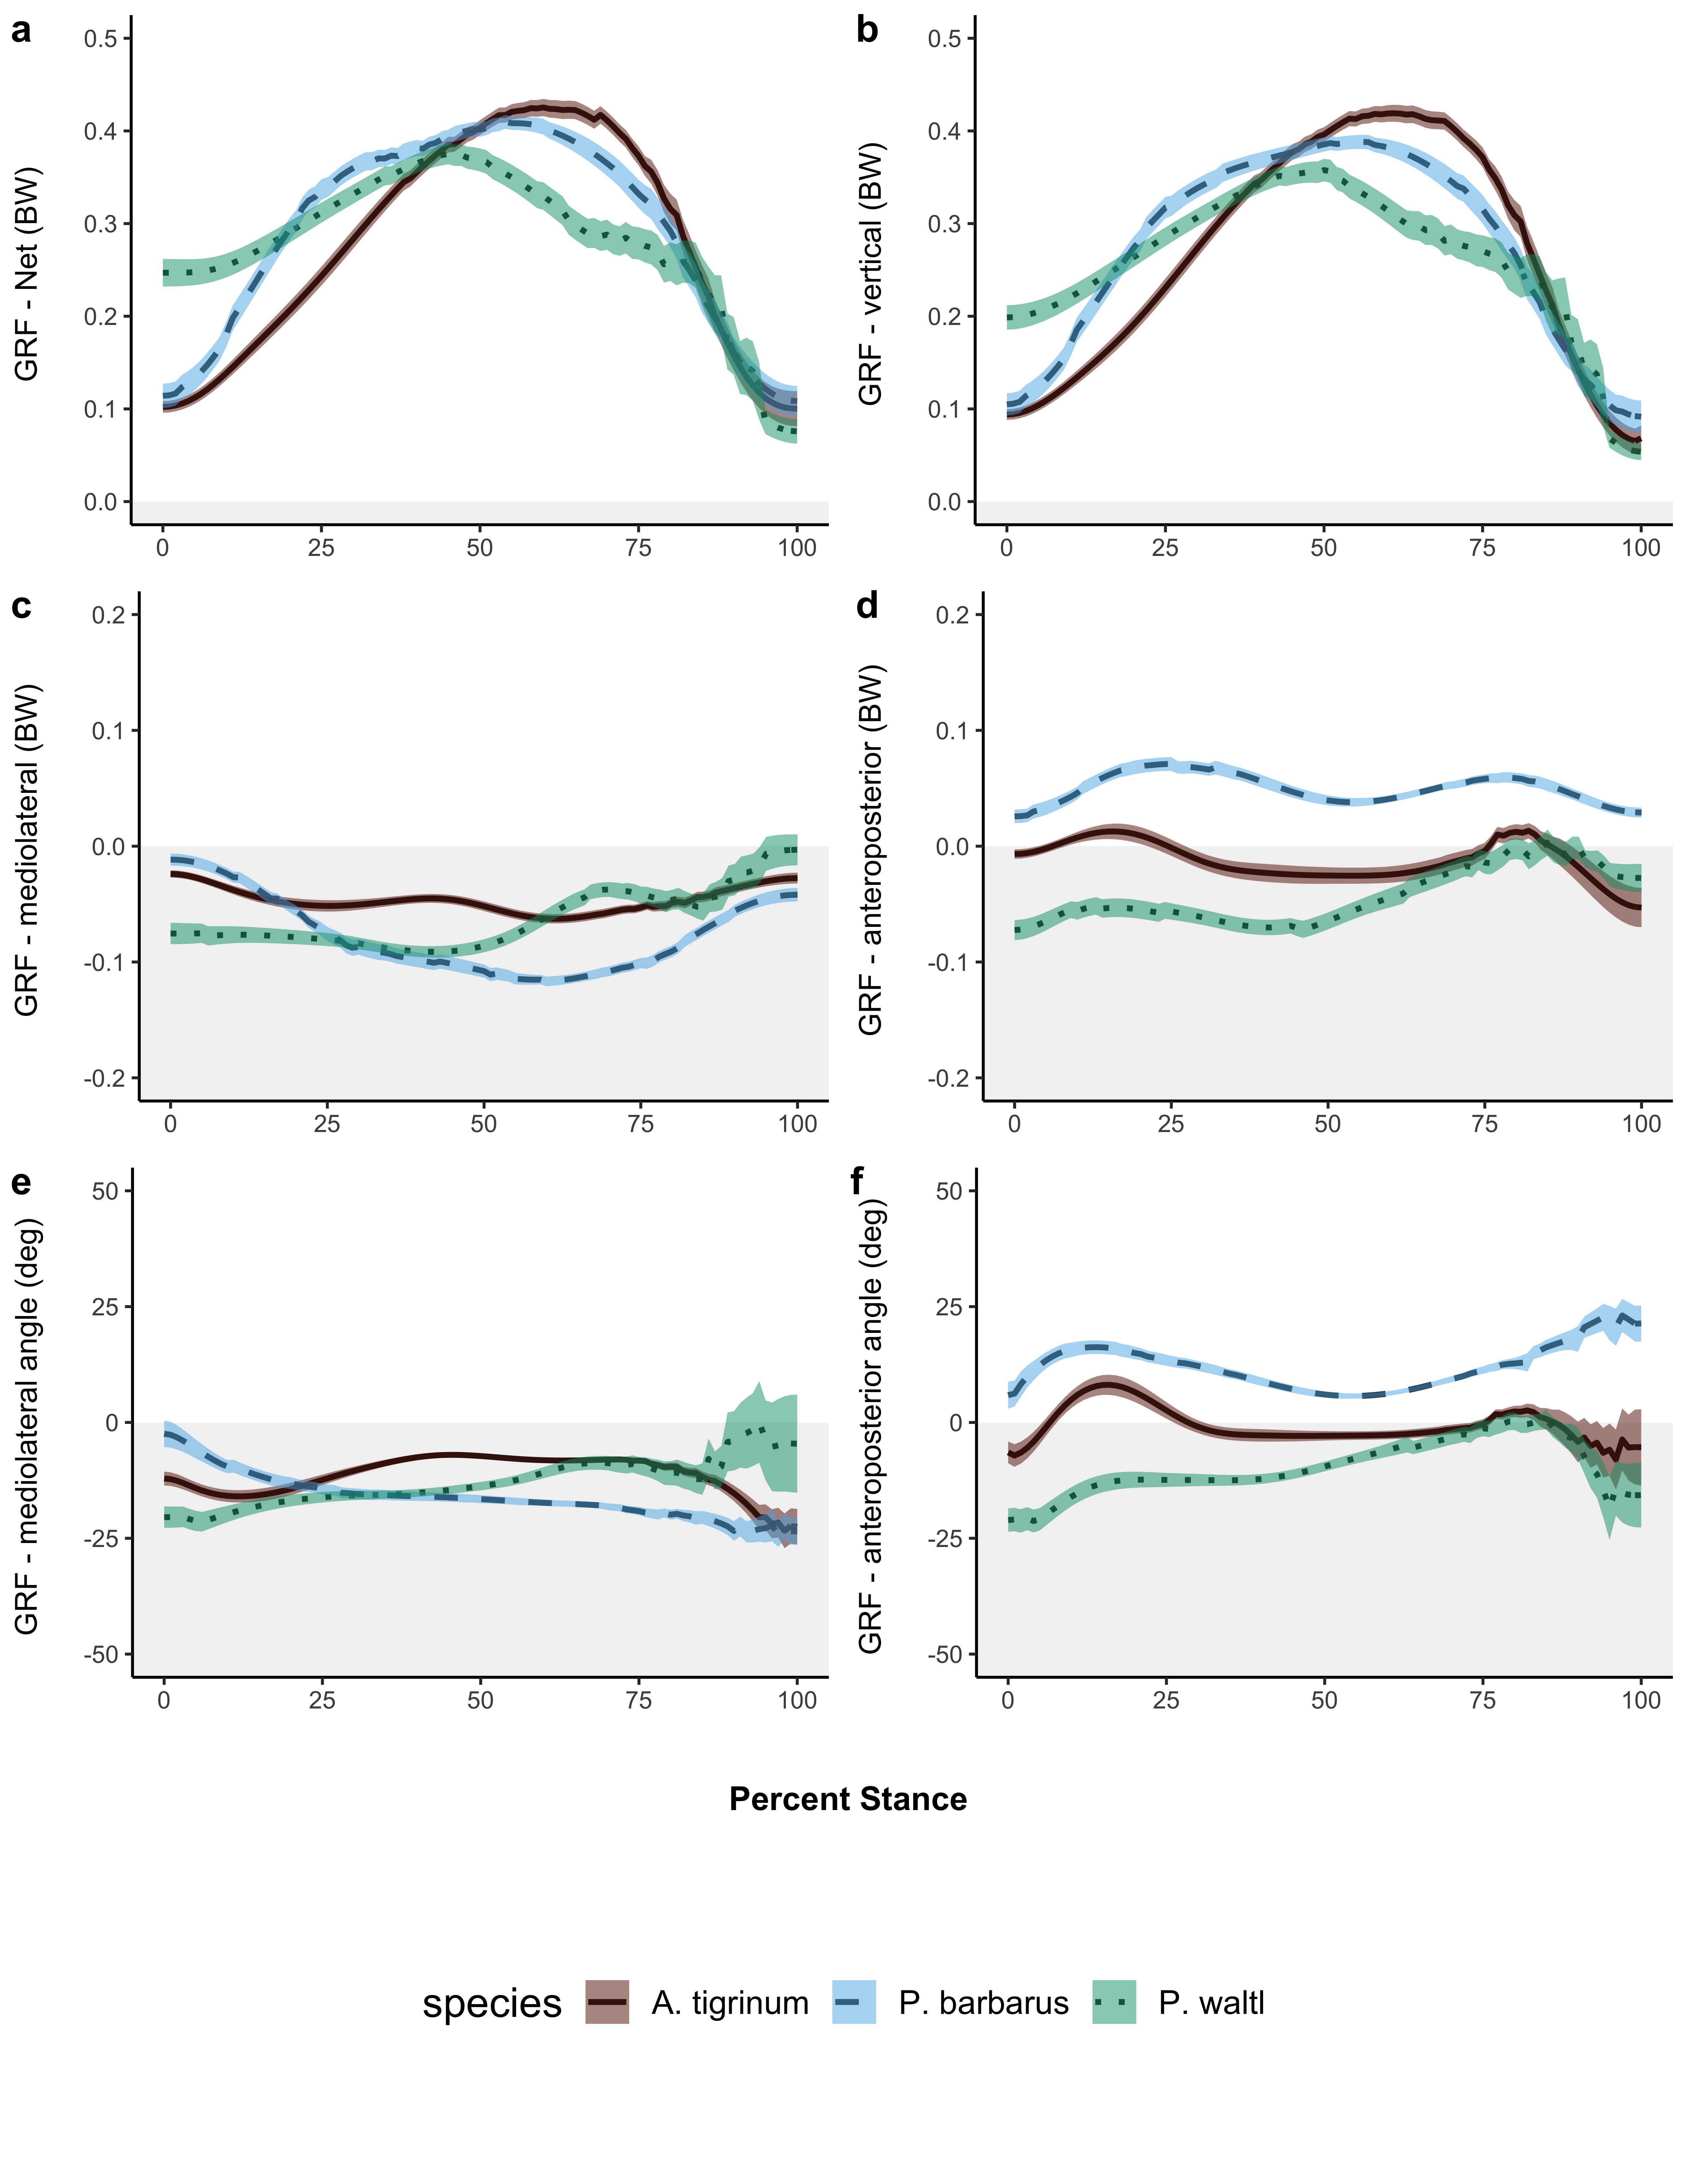 a
GRF - Net (BW)
0.5
0.4
0.3
0.2
0.1
0.0
0 25 50 75 100
b
GRF - vertical (BW)
0.5
0.4
0.3
0.2
0.1
0.0
0 25 50 75 100
c
GRF - mediolateral (BW)
0.2
0.1
0.0
-0.1
-0.2
0 25 50 75 100
d
GRF - anteroposterior (BW)
0.2
0.1
0.0
-0.1
-0.2
0 25 50 75 100
e
GRF - mediolateral angle (deg)
50
25
0
-25
-50
0 25 50 75 100
f
GRF - anteroposterior angle (deg)
50
25
0
-25
-50
0 25 50 75 100
Percent Stance
species A. tigrinum P. barbarus P. waltl